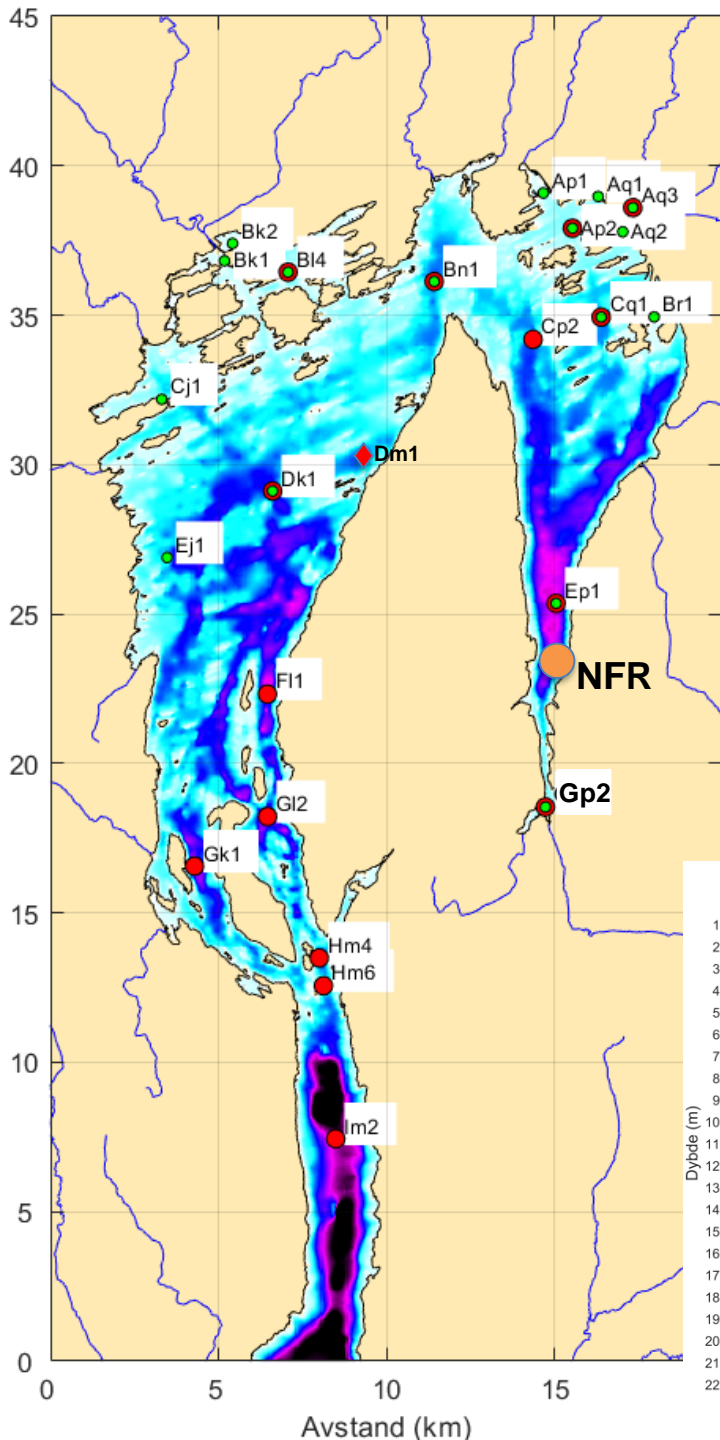 45
40
Ap1
Aq1
Aq3
Ap2
Aq2
Bk2
Bk1
Bl4
Bn1
35
Cq1
Br1
Cp2
Cj1
30
Dm1
Dk1
Ej1
25
Ep1
NFR
Fl1
20
Gl2
Gp2
Gk1
15
Hm4
Hm6
10
Im2
5
0
0 5 10 15
Avstand (km)
Dybde (m)
1
2
3
4
5
6
7
8
9
10
11
12
13
14
15
16
17
18
19
20
21
22